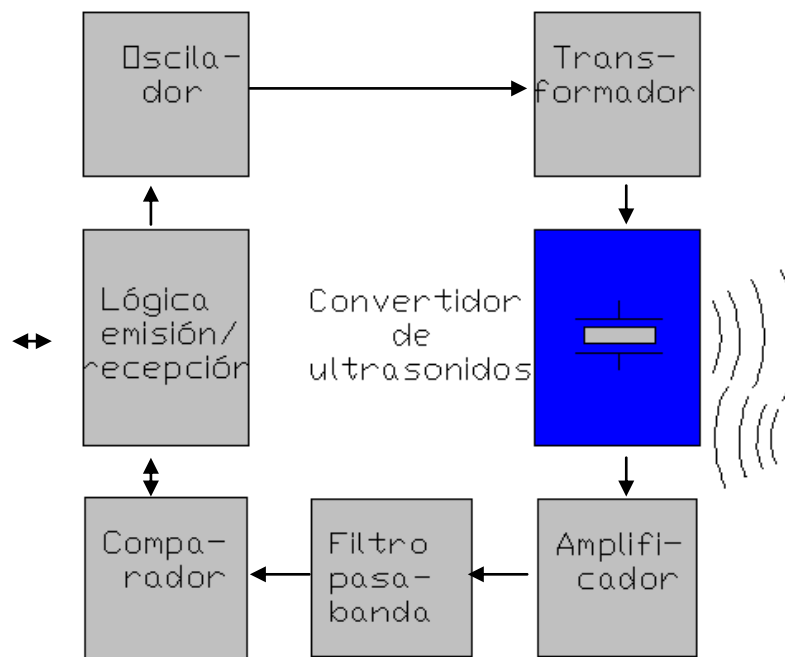 Oscila-
dor
Trans-
formador
Lógica
emisión/
recepción
Convertidor
de
ultrasonidos
Compa-
rador
Filtro
pasa-
banda
Amplifi-
cador